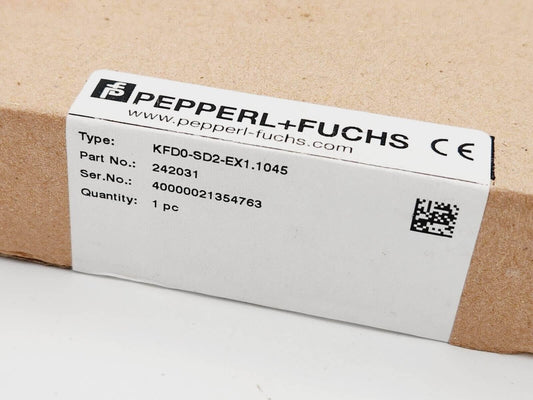 PEPPERL+FUCHS CE
www.pepperl-fuchs.com
Type: KFD0-SD2-EX1.1045
Part No.: 242031
Ser.No.: 40000021354763
Quantity: 1 pc